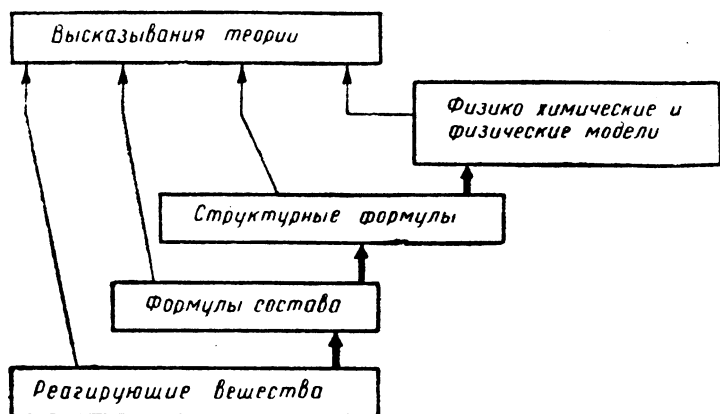 Высказывания теории
Физико химические и
физические модели
Структурные формулы
Формулы состава
Реагирующие вещества